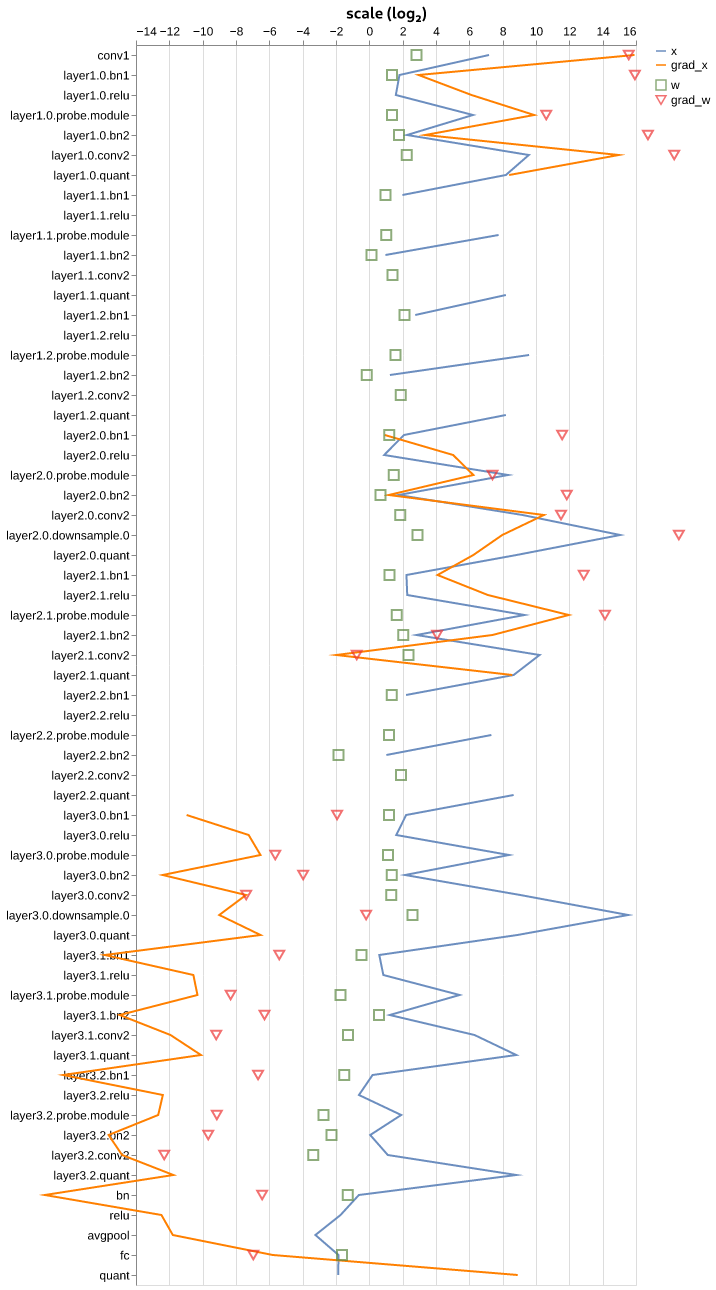 scale (log₂)
−14 −12 −10 −8 −6 −4 −2 0 2 4 6 8 10 12 14 16
x
grad_x
w
grad_w
conv1
layer1.0.bn1
layer1.0.relu
layer1.0.probe.module
layer1.0.bn2
layer1.0.conv2
layer1.0.quant
layer1.1.bn1
layer1.1.relu
layer1.1.probe.module
layer1.1.bn2
layer1.1.conv2
layer1.1.quant
layer1.2.bn1
layer1.2.relu
layer1.2.probe.module
layer1.2.bn2
layer1.2.conv2
layer1.2.quant
layer2.0.bn1
layer2.0.relu
layer2.0.probe.module
layer2.0.bn2
layer2.0.conv2
layer2.0.downsample.0
layer2.0.quant
layer2.1.bn1
layer2.1.relu
layer2.1.probe.module
layer2.1.bn2
layer2.1.conv2
layer2.1.quant
layer2.2.bn1
layer2.2.relu
layer2.2.probe.module
layer2.2.bn2
layer2.2.conv2
layer2.2.quant
layer3.0.bn1
layer3.0.relu
layer3.0.probe.module
layer3.0.bn2
layer3.0.conv2
layer3.0.downsample.0
layer3.0.quant
layer3.1.bn1
layer3.1.relu
layer3.1.probe.module
layer3.1.bn2
layer3.1.conv2
layer3.1.quant
layer3.2.bn1
layer3.2.relu
layer3.2.probe.module
layer3.2.bn2
layer3.2.conv2
layer3.2.quant
bn
relu
avgpool
fc
quant